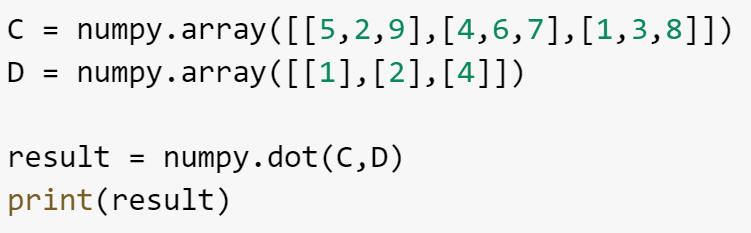 C = numpy.array([[5,2,9],[4,6,7],[1,3,8]])
D = numpy.array([[1],[2],[4]])
result = numpy.dot(C,D)
print(result)